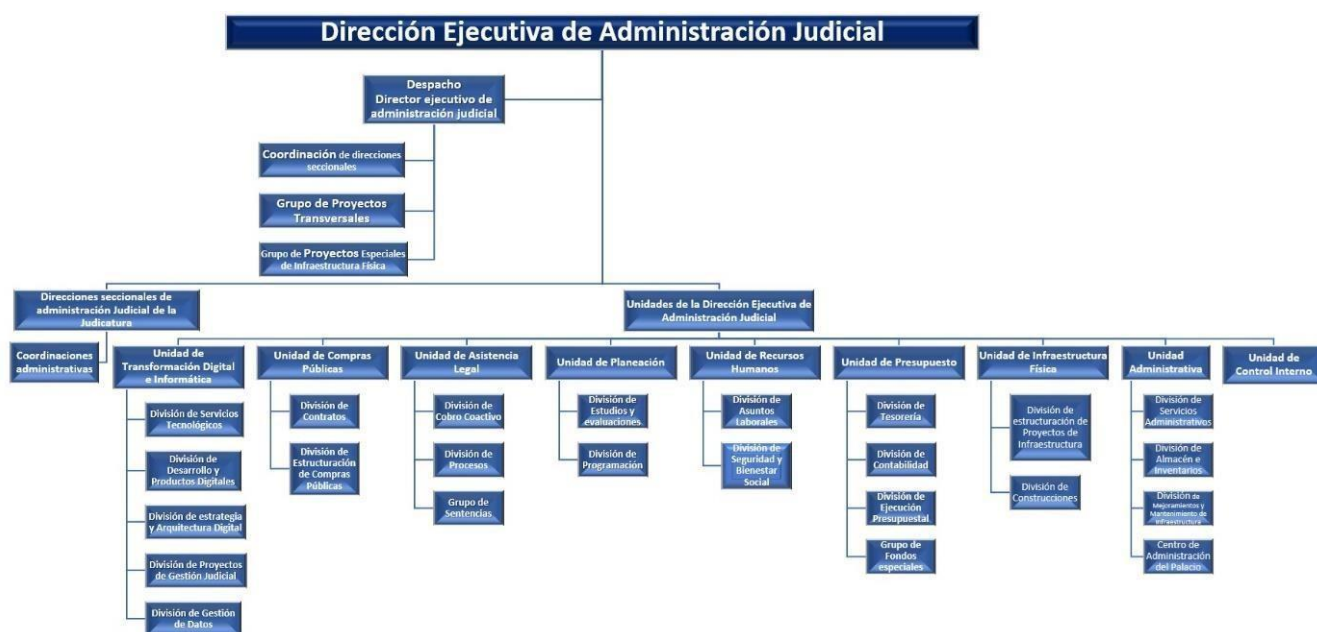 Dirección Ejecutiva de Administración Judicial
Despacho
Director ejecutivo de
administración judicial
Coordinación de direcciones
seccionales
Grupo de Proyectos
Transversales
Grupo de Proyectos Especiales
de Infraestructura Física
Direcciones seccionales de
administración Judicial de la
Judicatura
Coordinaciones
administrativas
Unidades de la Dirección Ejecutiva de
Administración Judicial
Unidad de
Transformación Digital
e Informática
División de Servicios
Tecnológicos
División de
Desarrollo y
Productos Digitales
División de estrategia
y Arquitectura Digital
División de Proyectos
de Gestión Judicial
División de Gestión
de Datos
Unidad de Compras
Públicas
División de
Contratos
División de
Estructuración
de Compras
Públicas
Unidad de Asistencia
Legal
División de
Cobro Coactivo
División de
Procesos
Grupo de
Sentencias
Unidad de Planeación
División de
Estudios y
evaluaciones
División de
Programación
Unidad de Recursos
Humanos
División de
Asuntos
Laborales
División de
Seguridad y
Bienestar
Social
Unidad de Presupuesto
División de
Tesorería
División de
Contabilidad
División de
Ejecución
Presupuestal
Grupo de
Fondos
especiales
Unidad de Infraestructura
Física
División de
estructuración de
Proyectos de
Infraestructura
División de
Construcciones
Unidad
Administrativa
División de
Servicios
Administrativos
División de
Almacén e
Inventarios
División de
Mejoramientos y
Mantenimiento de
Infraestructura
Centro de
Administración
del Palacio
Unidad de
Control Interno